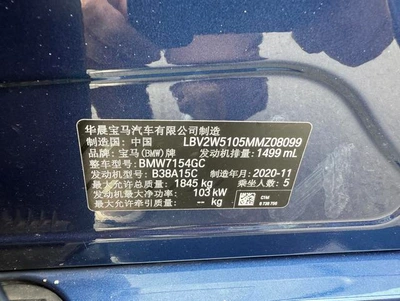 华晨宝马汽车有限公司制造
制造国：中国 LBV2W5105MMZ08099
品牌：宝马(BMW)牌 发动机排量：1499 mL
整车型号：BMW7154GC
发动机型号：B38A15C 制造年月：2020-11
最大允许总质量：1845 kg 乘坐人数：5
发动机最大净功率：103 kW
最大允许牵引质量：-- kg